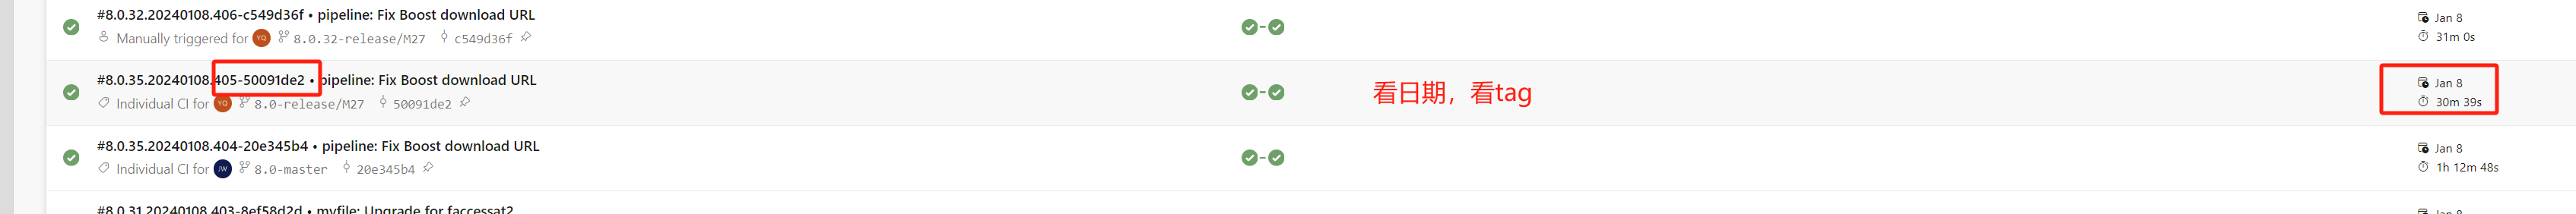 #8.0.32.20240108.406-c549d36f • pipeline: Fix Boost download URL
Jan 8
Manually triggered for YQ 8.0.32-release/M27 c549d36f
31m 0s
#8.0.35.20240108.405-50091de2 • pipeline: Fix Boost download URL
看日期，看tag
Jan 8
Individual CI for YQ 8.0-release/M27 50091de2
30m 39s
#8.0.35.20240108.404-20e345b4 • pipeline: Fix Boost download URL
Jan 8
Individual CI for JW 8.0-master 20e345b4
1h 12m 48s
#8.0.31.20240108.403-8ef58d2d • myfile: Upgrade for faccessat2
Jan 8